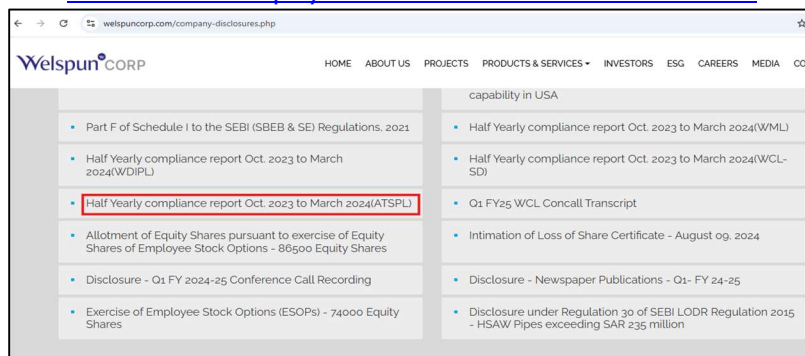 welspuncorp.com/company-disclosures.php
Welspun CORP
HOME ABOUT US PROJECTS PRODUCTS & SERVICES INVESTORS ESG CAREERS MEDIA CO
capability in USA
Part F of Schedule I to the SEBI (SBEB & SE) Regulations, 2021
Half Yearly compliance report Oct. 2023 to March 2024(WML)
Half Yearly compliance report Oct. 2023 to March
2024(WDIPL)
Half Yearly compliance report Oct. 2023 to March 2024(WCL-
SD)
Half Yearly compliance report Oct. 2023 to March 2024(ATSPL)
Q1 FY25 WCL Concall Transcript
Allotment of Equity Shares pursuant to exercise of Equity
Shares of Employee Stock Options - 86500 Equity Shares
Intimation of Loss of Share Certificate - August 09, 2024
Disclosure - Q1 FY 2024-25 Conference Call Recording
Disclosure - Newspaper Publications - Q1- FY 24-25
Exercise of Employee Stock Options (ESOPs) - 74000 Equity
Shares
Disclosure under Regulation 30 of SEBI LODR Regulation 2015
- HSAW Pipes exceeding SAR 235 million